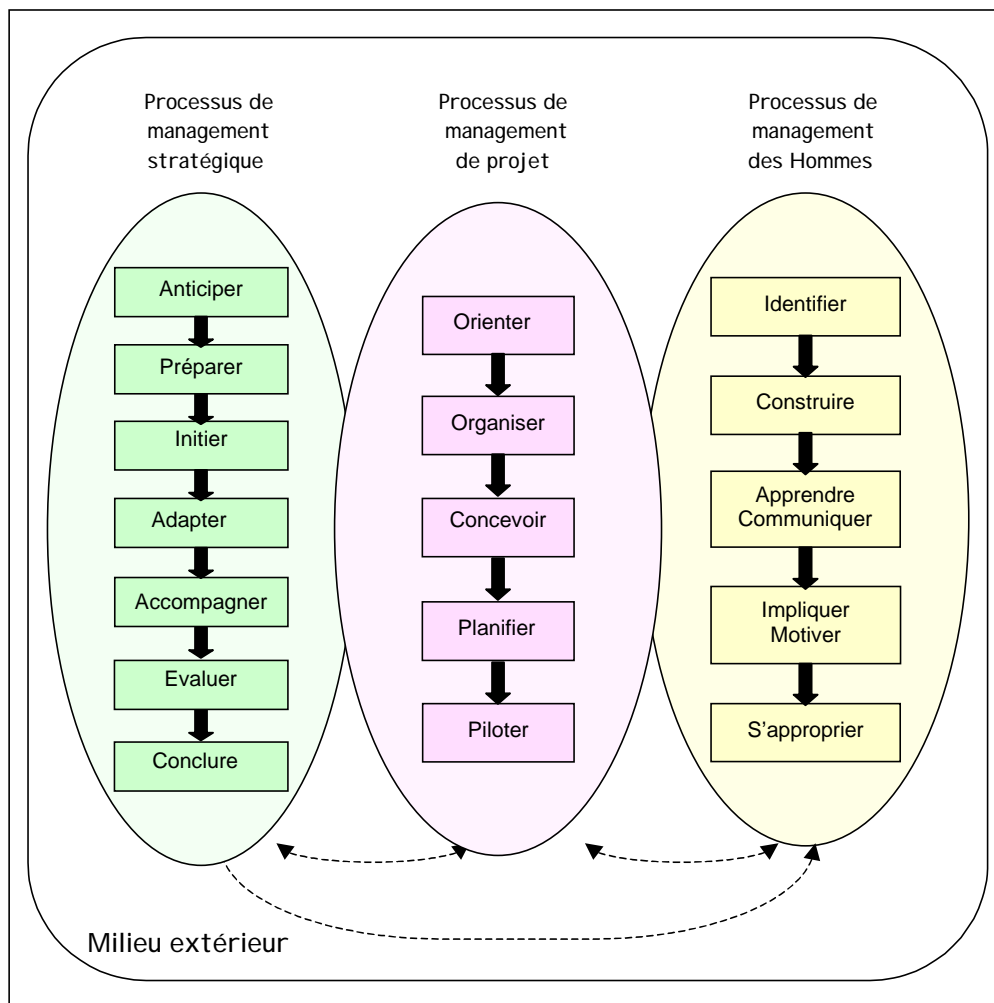 Processus de
management
stratégique
Processus de
management
de projet
Processus de
management
des Hommes
Anticiper
Préparer
Initier
Adapter
Accompagner
Evaluer
Conclure
Orienter
Organiser
Concevoir
Planifier
Piloter
Identifier
Construire
Apprendre
Communiquer
Impliquer
Motiver
S'approprier
Milieu extérieur